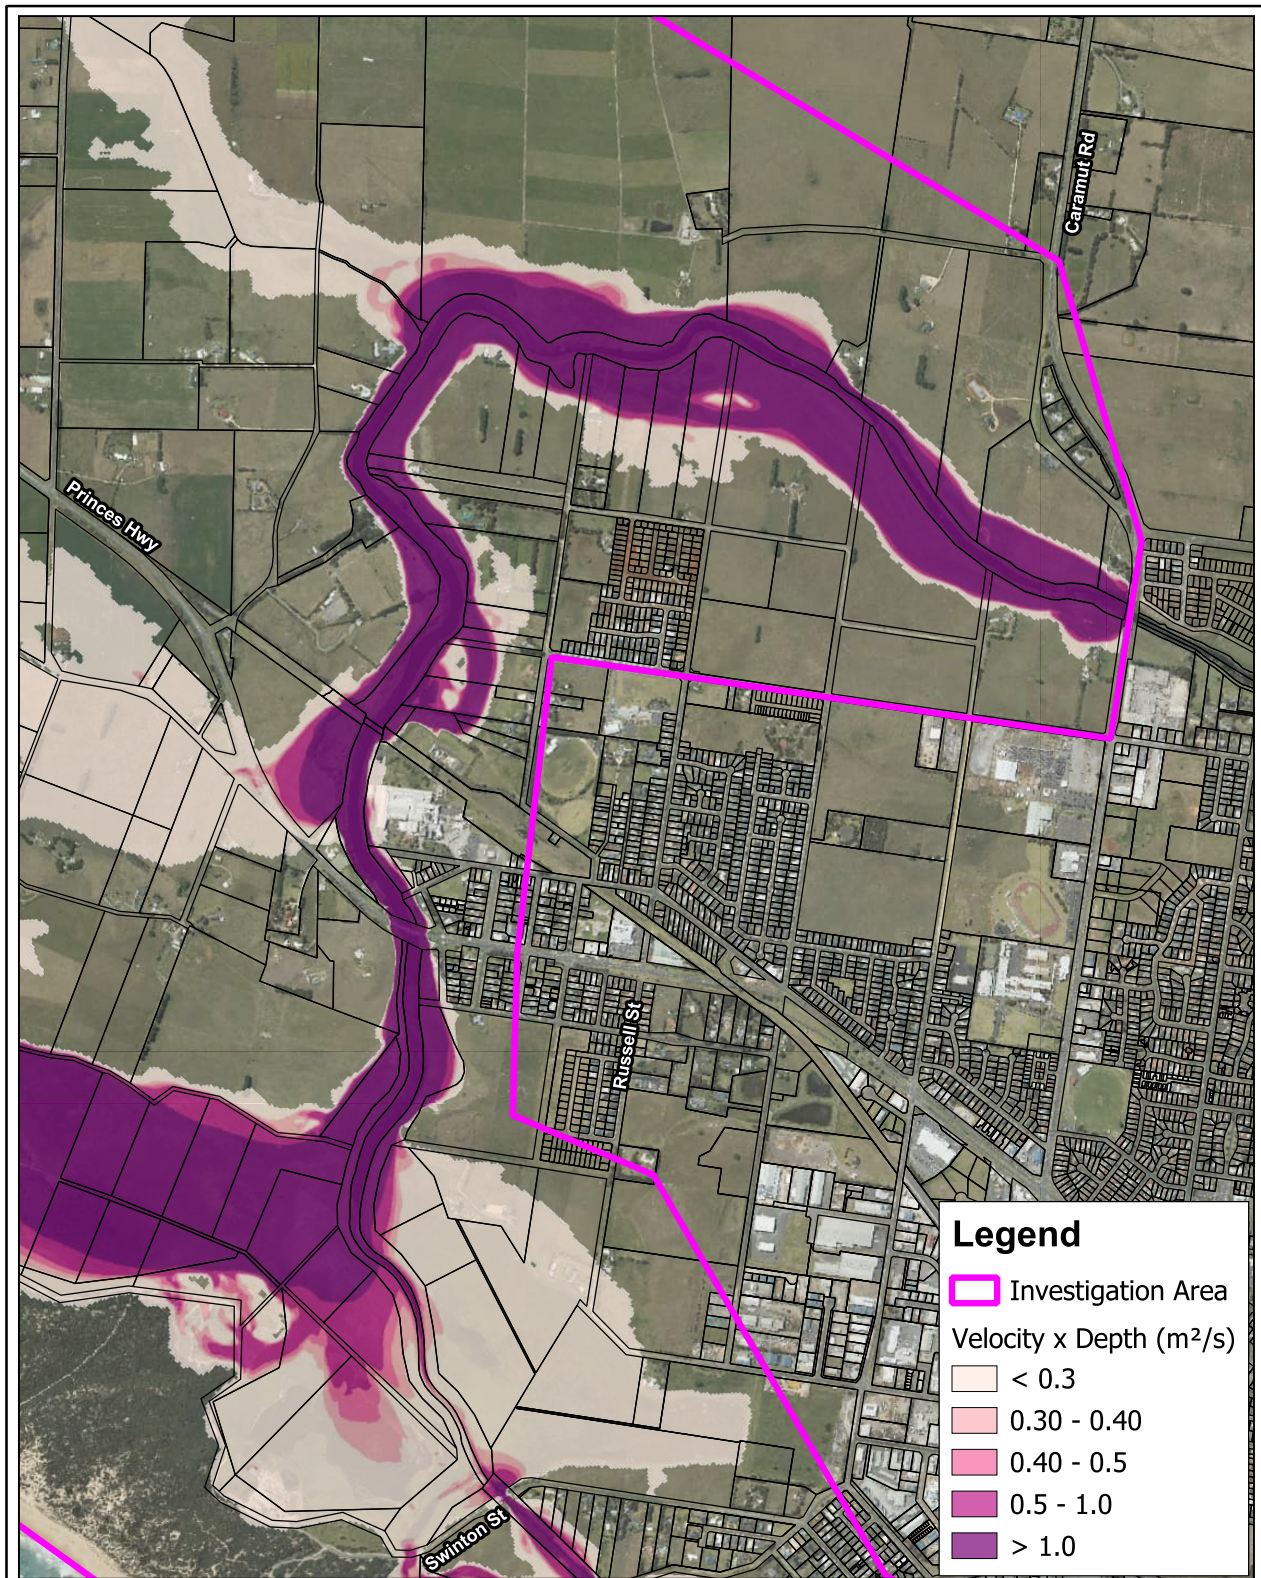 Caramut Rd
Princes Hwy
Russell St
Swinton St
Legend
Investigation Area
Velocity x Depth (m²/s)
< 0.3
0.30 - 0.40
0.40 - 0.5
0.5 - 1.0
> 1.0